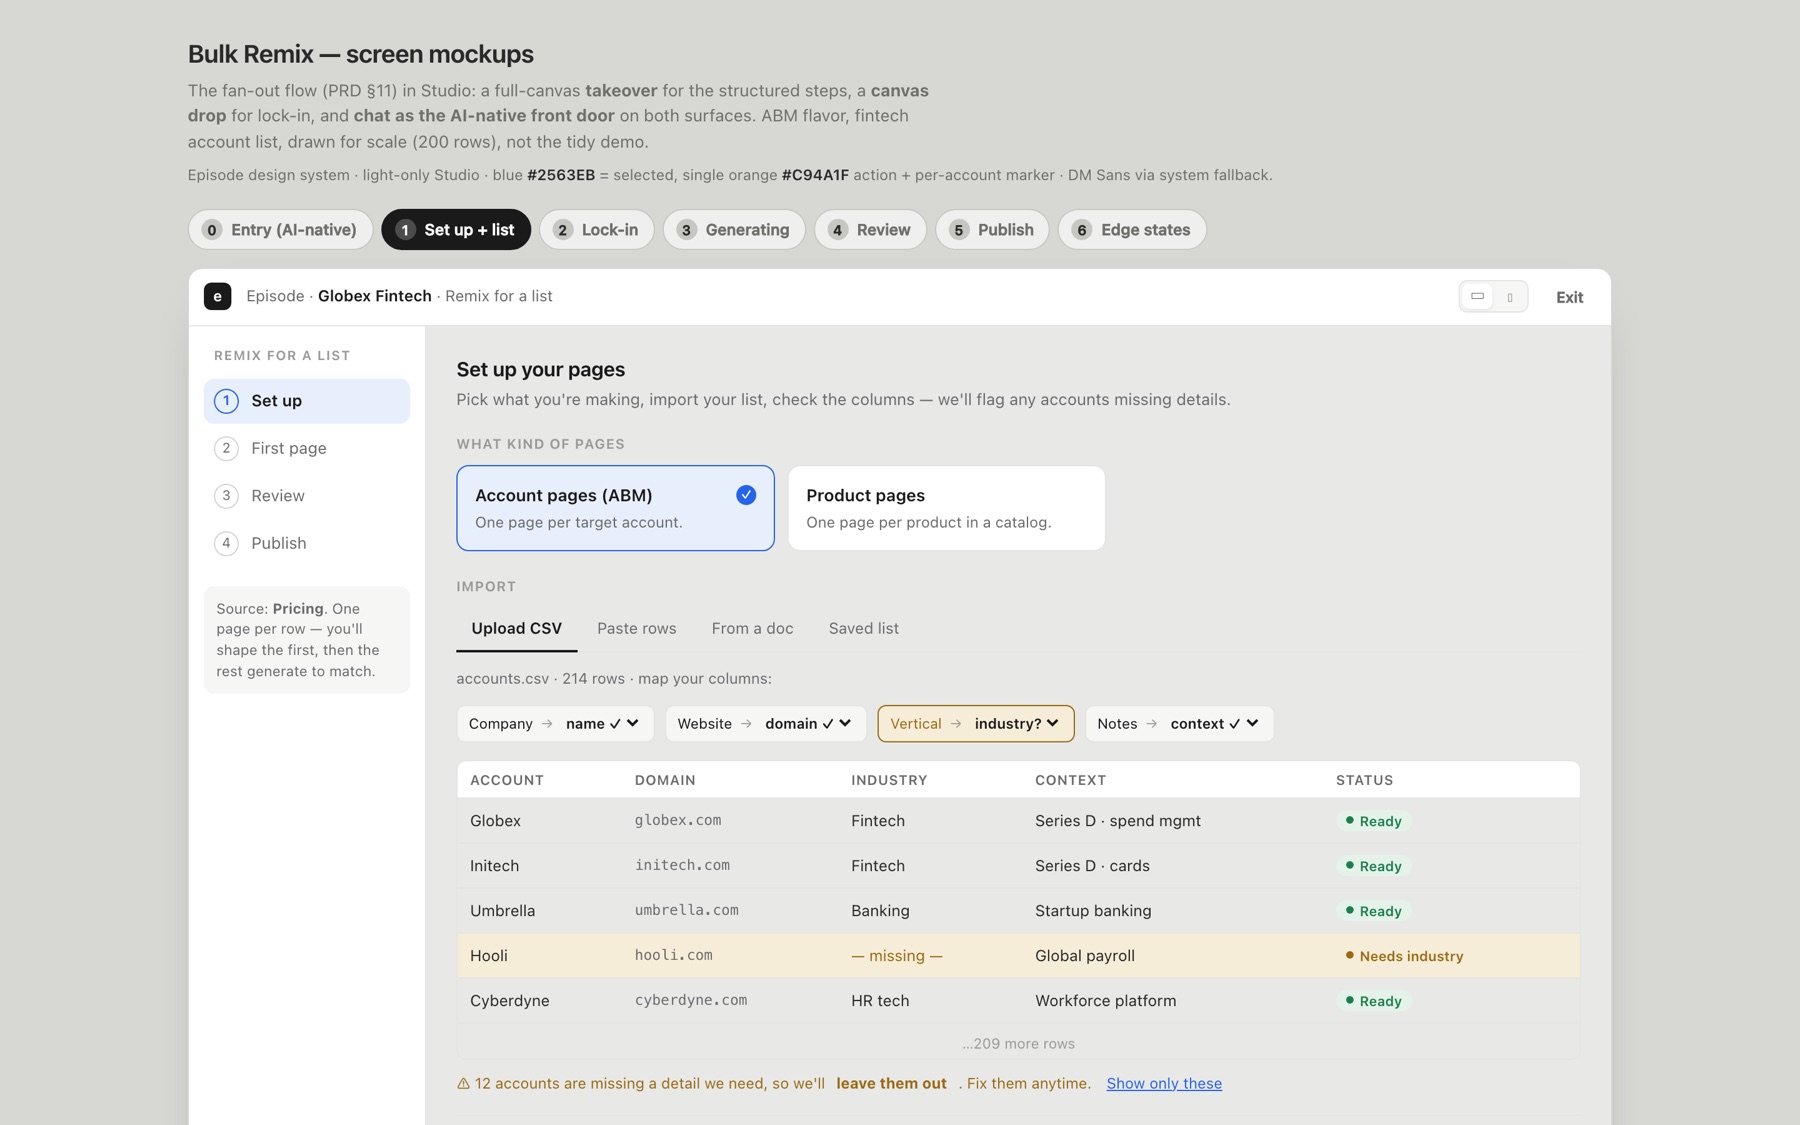 Bulk Remix — screen mockups
The fan-out flow (PRD §11) in Studio: a full-canvas takeover for the structured steps, a canvas
drop for lock-in, and chat as the AI-native front door on both surfaces. ABM flavor, fintech
account list, drawn for scale (200 rows), not the tidy demo.
Episode design system · light-only Studio · blue #2563EB = selected, single orange #C94A1F action + per-account marker · DM Sans via system fallback.
0 Entry (AI-native) 1 Set up + list 2 Lock-in 3 Generating 4 Review 5 Publish 6 Edge states
e Episode · Globex Fintech · Remix for a list Exit
REMIX FOR A LIST
1 Set up
2 First page
3 Review
4 Publish
Source: Pricing. One
page per row — you'll
shape the first, then the
rest generate to match.
Set up your pages
Pick what you're making, import your list, check the columns — we'll flag any accounts missing details.
WHAT KIND OF PAGES
Account pages (ABM)
One page per target account.
Product pages
One page per product in a catalog.
IMPORT
Upload CSV Paste rows From a doc Saved list
accounts.csv · 214 rows · map your columns:
Company → name ✓ Website → domain ✓ Vertical → industry? Notes → context ✓
ACCOUNT DOMAIN INDUSTRY CONTEXT STATUS
Globex globex.com Fintech Series D · spend mgmt Ready
Initech initech.com Fintech Series D · cards Ready
Umbrella umbrella.com Banking Startup banking Ready
Hooli hooli.com — missing — Global payroll Needs industry
Cyberdyne cyberdyne.com HR tech Workforce platform Ready
…209 more rows
⚠ 12 accounts are missing a detail we need, so we'll leave them out . Fix them anytime. Show only these